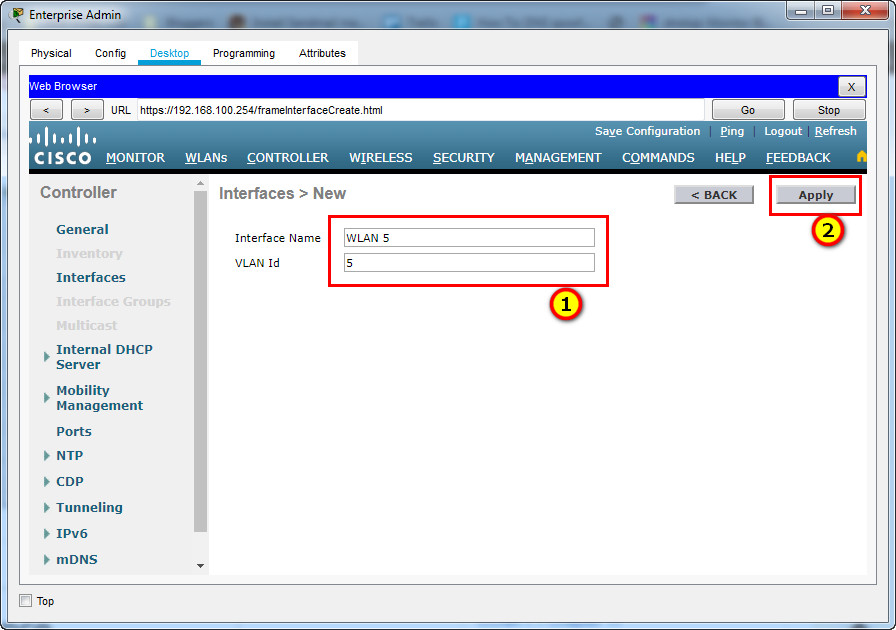 Enterprise Admin
Physical Config Desktop Programming Attributes
Web Browser X
< > URL https://192.168.100.254/frameInterfaceCreate.html Go Stop
Save Configuration | Ping | Logout | Refresh
CISCO MONITOR WLANs CONTROLLER WIRELESS SECURITY MANAGEMENT COMMANDS HELP FEEDBACK
Controller
Interfaces > New
< BACK
Apply
2
Interface Name WLAN 5
VLAN Id 5
1
General
Inventory
Interfaces
Interface Groups
Multicast
Internal DHCP
Server
Mobility
Management
Ports
NTP
CDP
Tunneling
IPv6
mDNS
Top